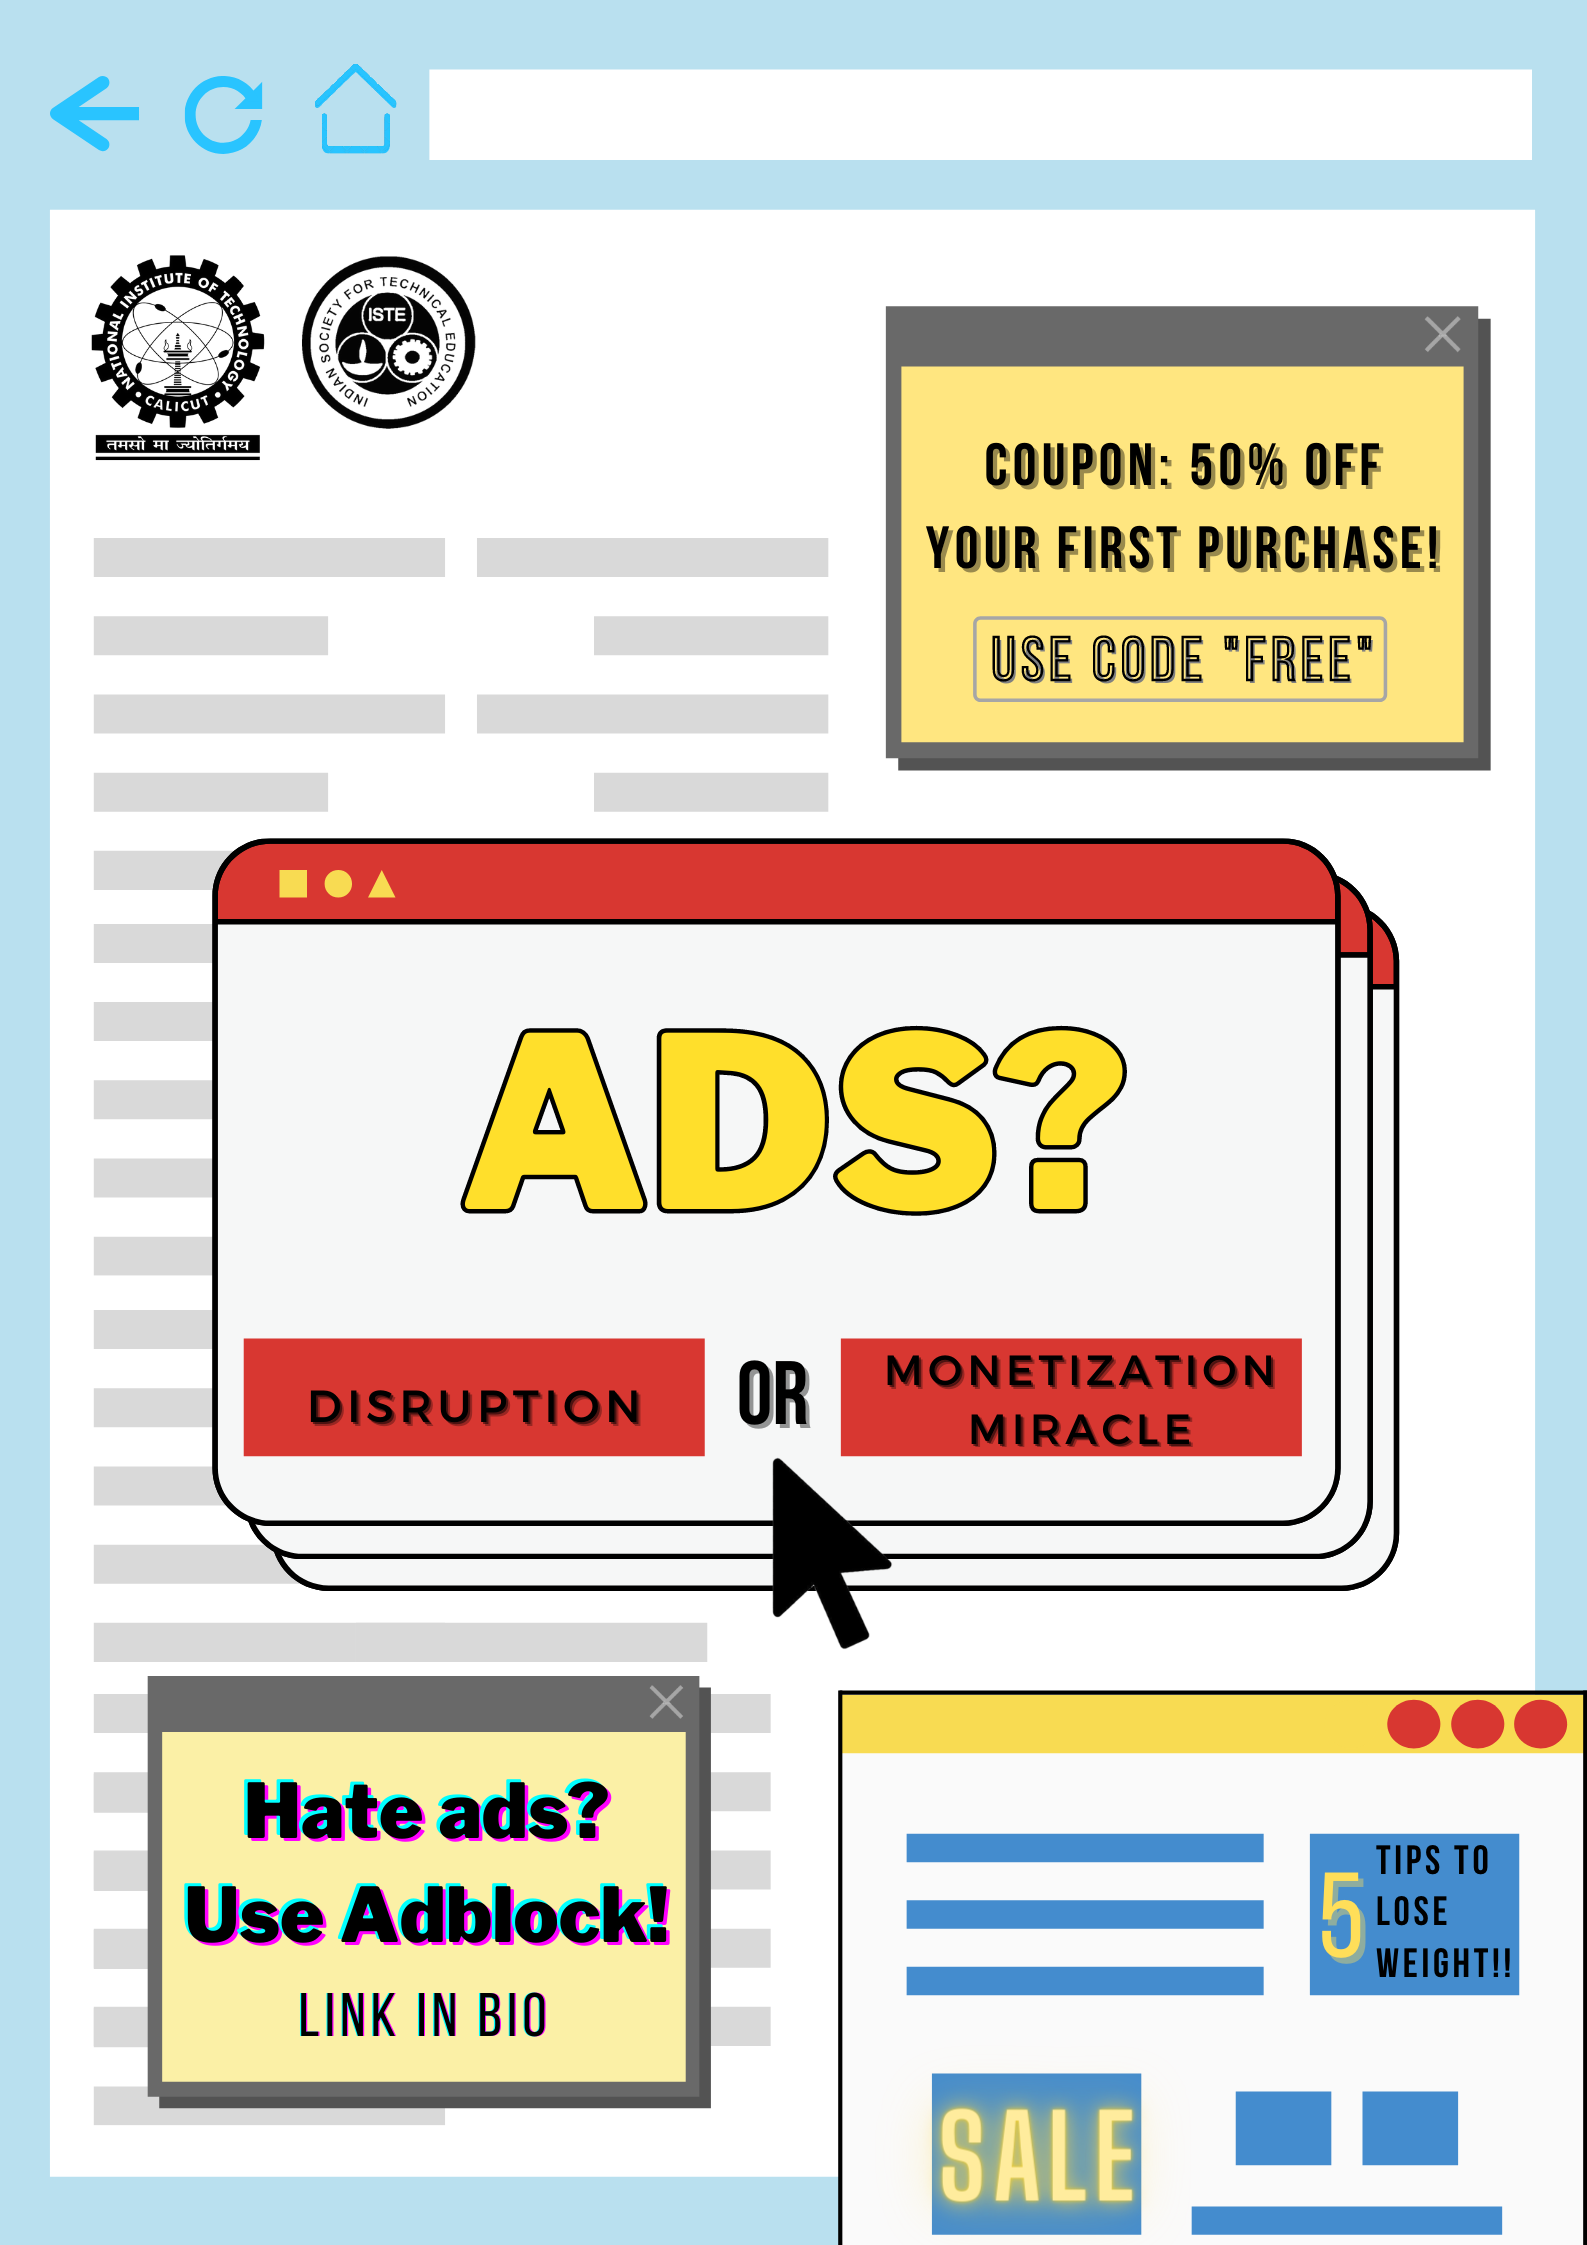 NATIONAL INSTITUTE OF TECHNOLOGY
• CALICUT •
तमसो मा ज्योतिर्गमय
INDIAN SOCIETY FOR TECHNICAL EDUCATION
ISTE
COUPON: 50% OFF
YOUR FIRST PURCHASE!
USE CODE "FREE"
ADS?
DISRUPTION
OR
MONETIZATION
MIRACLE
Hate ads?
Use Adblock!
LINK IN BIO
5
TIPS TO
LOSE
WEIGHT!!
SALE